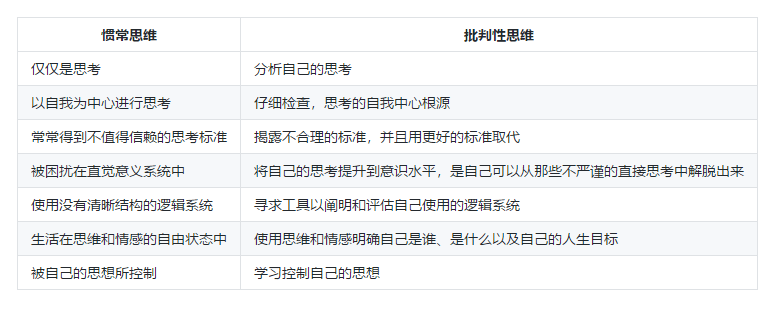 惯常思维 批判性思维
仅仅是思考 分析自己的思考
以自我为中心进行思考 仔细检查，思考的自我中心根源
常常得到不值得信赖的思考标准 揭露不合理的标准，并且用更好的标准取代
被困扰在直觉意义系统中 将自己的思考提升到意识水平，是自己可以从那些不严谨的直接思考中解脱出来
使用没有清晰结构的逻辑系统 寻求工具以阐明和评估自己使用的逻辑系统
生活在思维和情感的自由状态中 使用思维和情感明确自己是谁、是什么以及自己的人生目标
被自己的思想所控制 学习控制自己的思想